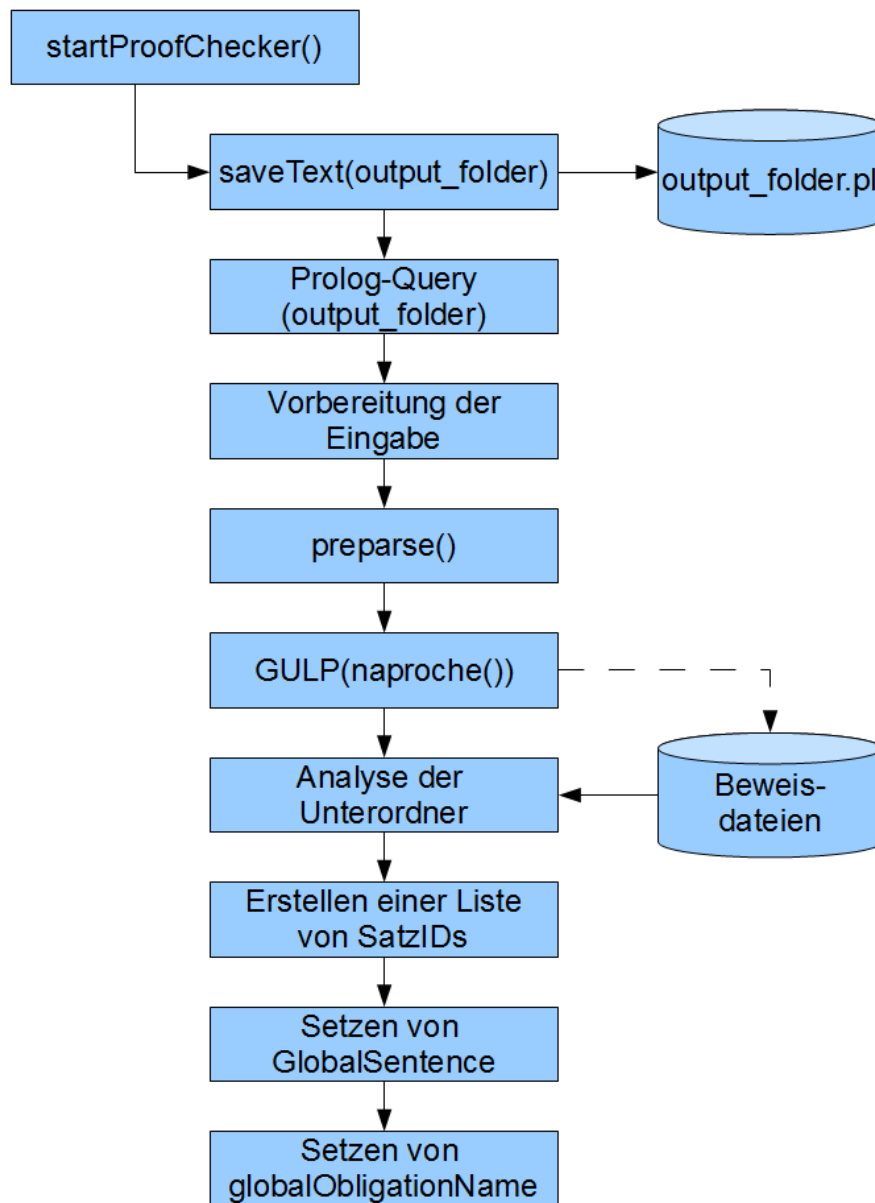 startProofChecker()
saveText(output_folder)
output_folder.pl
Prolog-Query
(output_folder)
Vorbereitung der
Eingabe
preparse()
GULP(naproche())
Analyse der
Unterordner
Beweis-
dateien
Erstellen einer Liste
von SatzIDs
Setzen von
GlobalSentence
Setzen von
globalObligationName